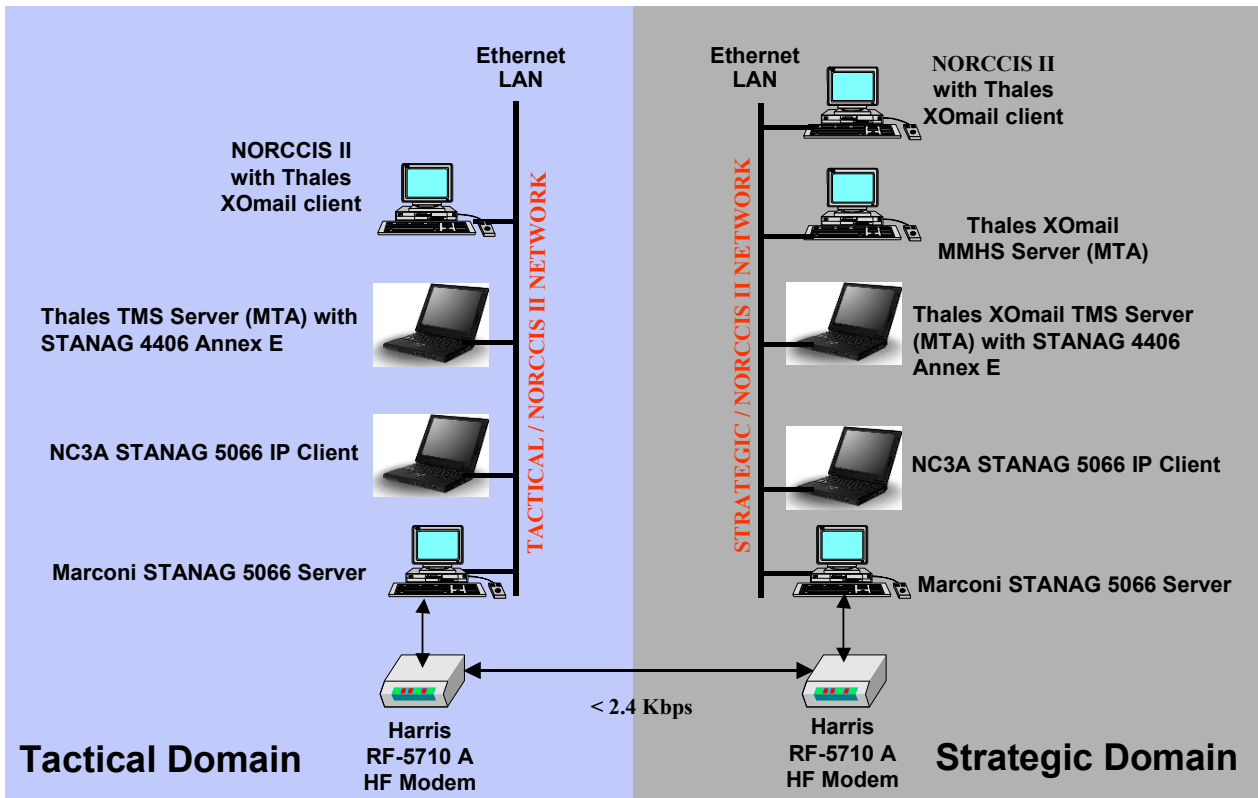 Ethernet
LAN
NORCCIS II
with Thales
XOmail client
TACTICAL / NORCCIS II NETWORK
Thales TMS Server (MTA) with
STANAG 4406 Annex E
NC3A STANAG 5066 IP Client
Marconi STANAG 5066 Server
Harris
RF-5710 A
HF Modem
Tactical Domain
< 2.4 Kbps
Ethernet
LAN
NORCCIS II
with Thales
XOmail client
STRATEGIC / NORCCIS II NETWORK
Thales XOmail
MMHS Server (MTA)
Thales XOmail TMS Server
(MTA) with STANAG 4406
Annex E
NC3A STANAG 5066 IP Client
Marconi STANAG 5066 Server
Harris
RF-5710 A
HF Modem
Strategic Domain